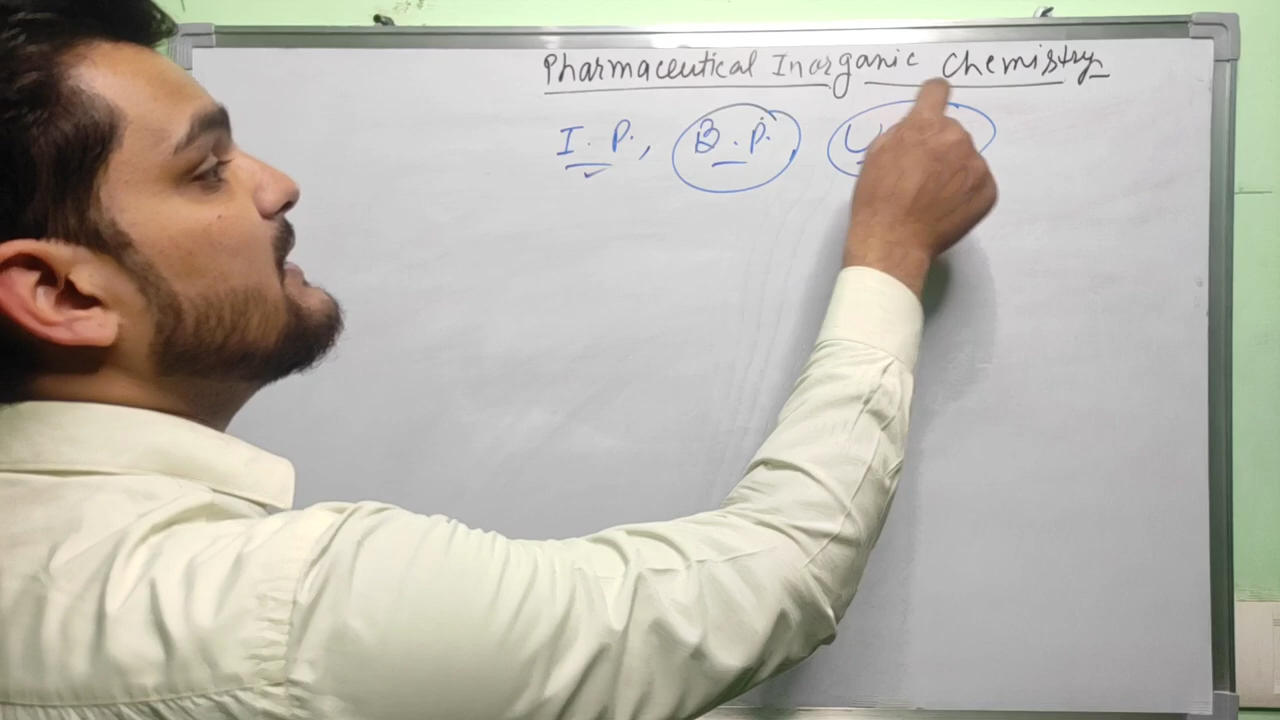 Pharmaceutical Inorganic Chemistry
I. P., B. P. U